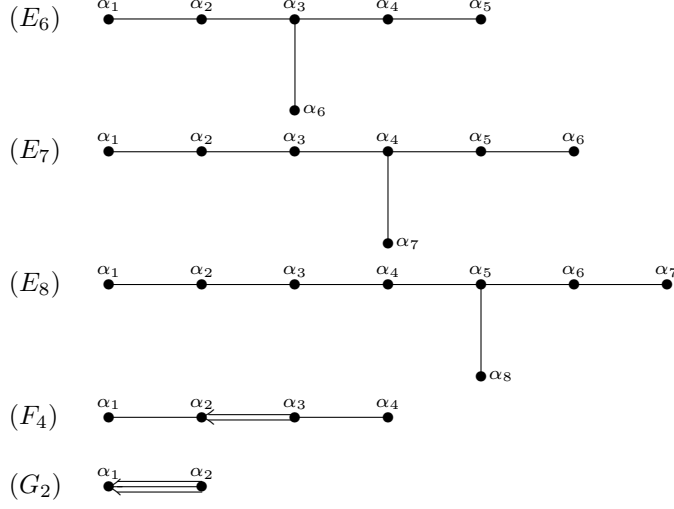 (E₆) α₁ α₂ α₃ α₄ α₅
α₆
(E₇) α₁ α₂ α₃ α₄ α₅ α₆
α₇
(E₈) α₁ α₂ α₃ α₄ α₅ α₆ α₇
α₈
(F₄) α₁ α₂ α₃ α₄
(G₂) α₁ α₂